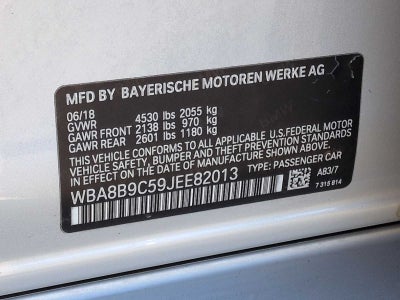 MFD BY BAYERISCHE MOTOREN WERKE AG
06/18
GVWR 4530 lbs 2055 kg
GAWR FRONT 2138 lbs 970 kg
GAWR REAR 2601 lbs 1180 kg
THIS VEHICLE CONFORMS TO ALL APPLICABLE U.S. FEDERAL MOTOR
VEHICLE SAFETY, BUMPER AND THEFT PREVENTION STANDARDS
IN EFFECT ON THE DATE OF MANUFACTURE SHOWN ABOVE.
WBA8B9C59JEE82013
TYPE: PASSENGER CAR
A83/7
7 315 814